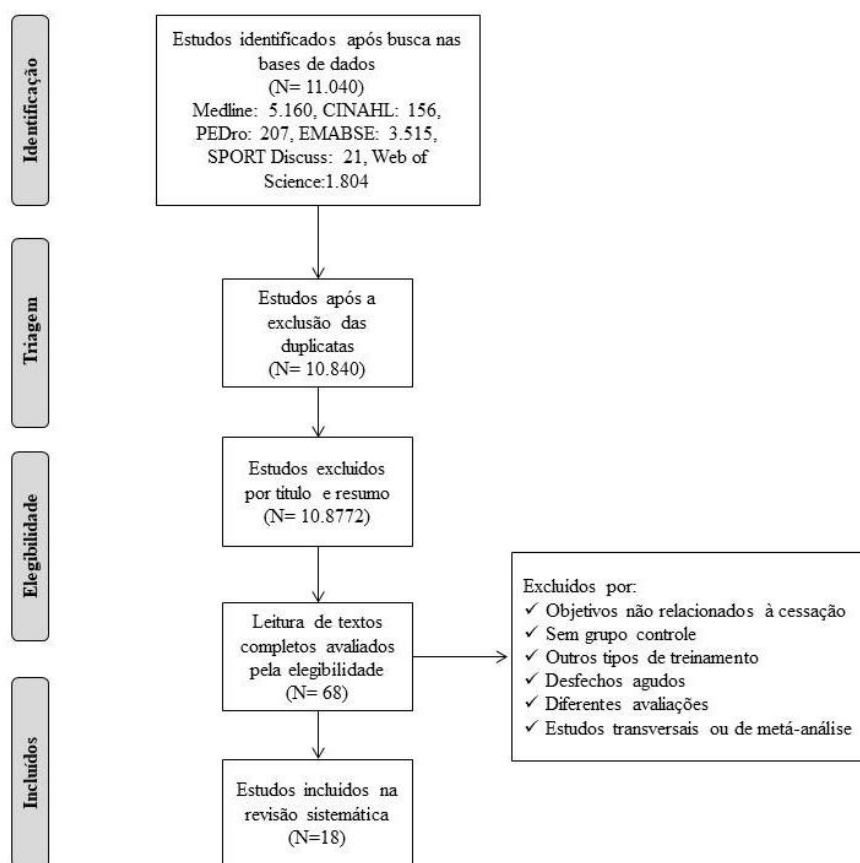 Identificação
Estudos identificados após busca nas
bases de dados
(N= 11.040)
Medline: 5.160, CINAHL: 156,
PEDro: 207, EMABSE: 3.515,
SPORT Discuss: 21, Web of
Science:1.804
Triagem
Estudos após a
exclusão das
duplicatas
(N= 10.840)
Elegibilidade
Estudos excluidos
por titulo e resumo
(N= 10.8772)
Leitura de textos
completos avaliados
pela elegibilidade
(N= 68)
Excluidos por:
✓ Objetivos não relacionados à cessação
✓ Sem grupo controle
✓ Outros tipos de treinamento
✓ Desfechos agudos
✓ Diferentes avaliações
✓ Estudos transversais ou de metá-análise
Incluídos
Estudos incluidos na
revisão sistemática
(N=18)